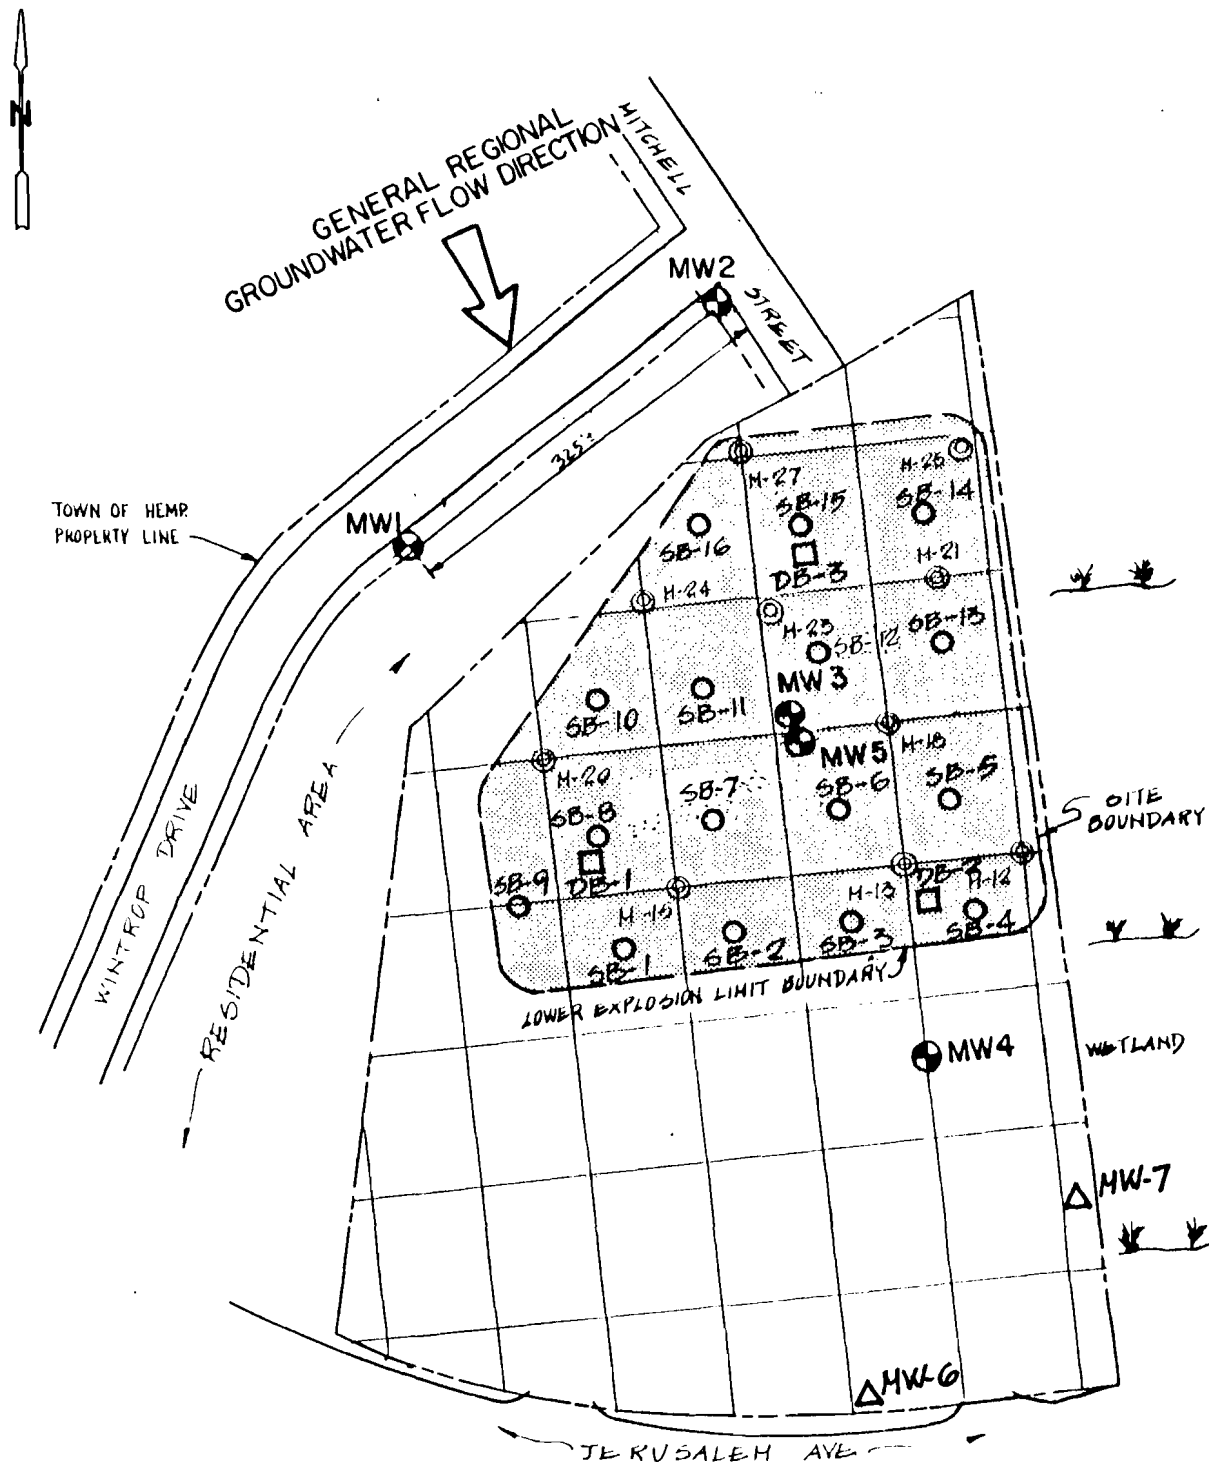 N
GENERAL REGIONAL
GROUNDWATER FLOW DIRECTION
MITCHELL
STREET
MW2
325'±
TOWN OF HEMP.
PROPERTY LINE
MW1
H-27
H-25
SB-15
SB-14
SB-16
DB-3
H-21
H-24
H-23
SB-12
SB-13
MW 3
SB-10
SB-11
MW5
H-18
H-20
SB-7
SB-6
SB-5
SB-8
SITE
BOUNDARY
SB-9
DB-1
DB-2
H-13
H-12
SB-1
SB-2
SB-3
SB-4
LOWER EXPLOSION LIMIT BOUNDARY
WINTROP DRIVE
RESIDENTIAL AREA
MW4
WETLAND
MW-7
MW-6
JERUSALEM AVE